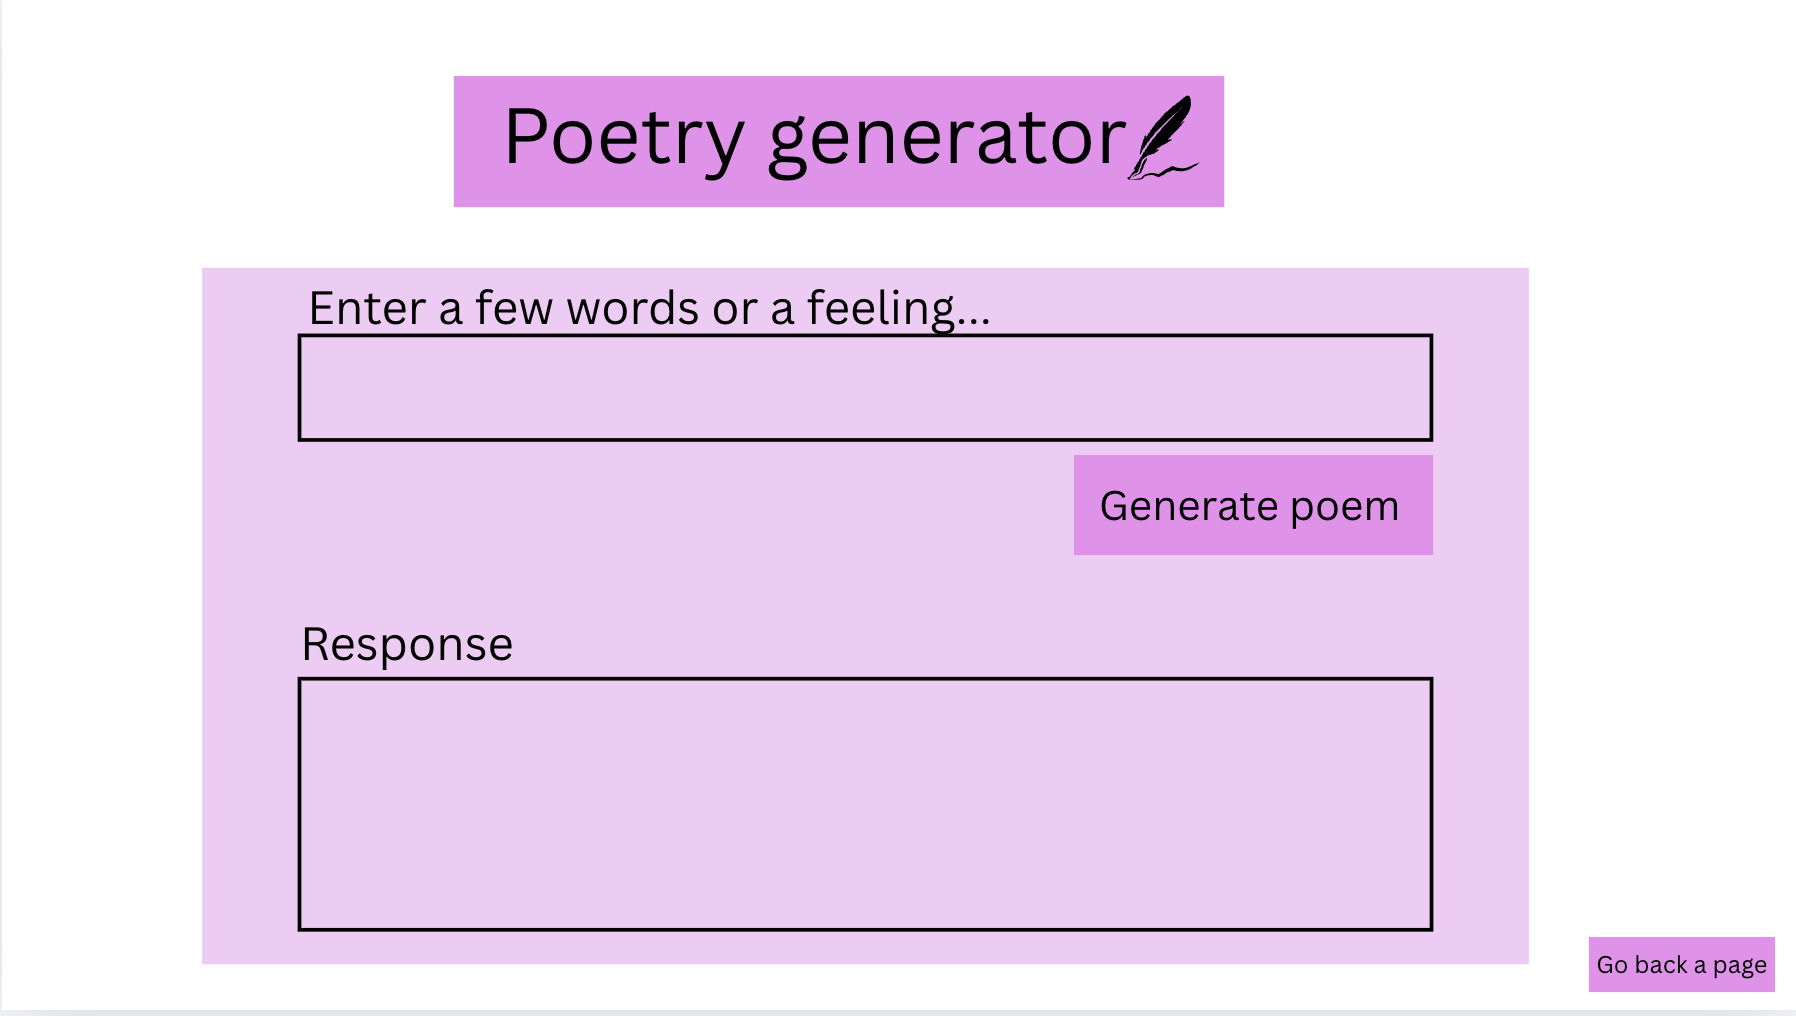 Poetry generator
Enter a few words or a feeling...
Generate poem
Response
Go back a page